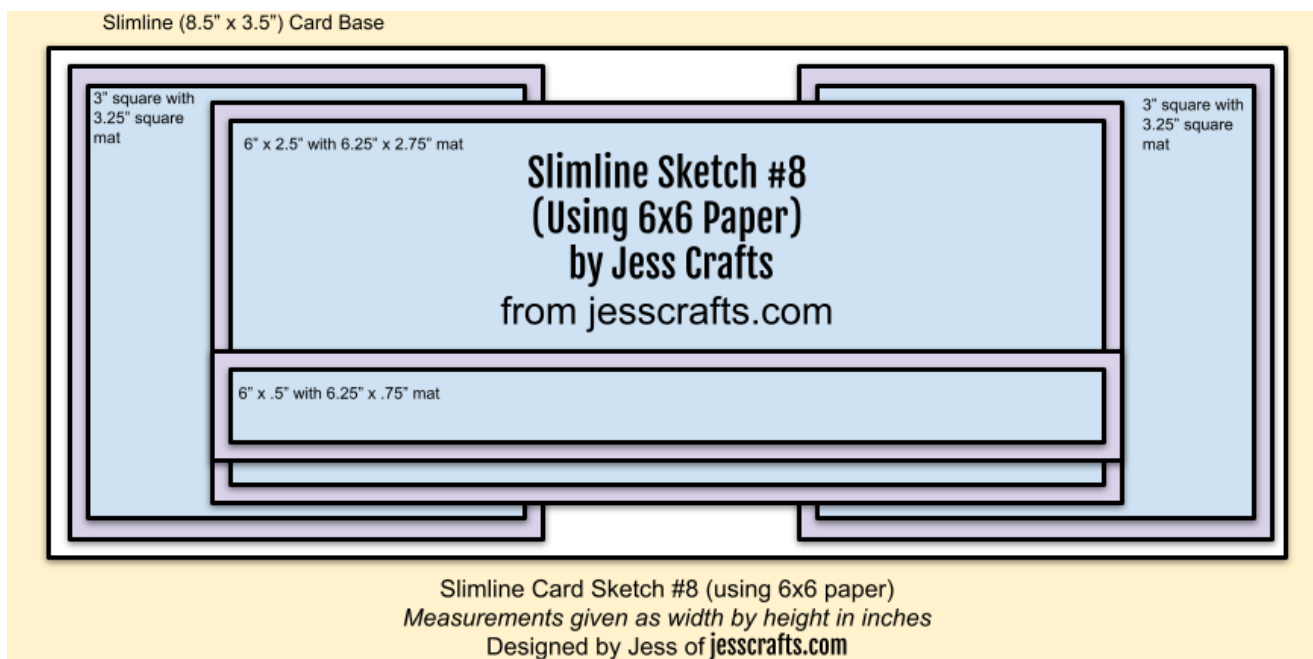 Slimline (8.5” x 3.5”) Card Base
3” square with
3.25” square
mat
3” square with
3.25” square
mat
6” x 2.5” with 6.25” x 2.75” mat
Slimline Sketch #8
(Using 6x6 Paper)
by Jess Crafts
from jesscrafts.com
6” x .5” with 6.25” x .75” mat
Slimline Card Sketch #8 (using 6x6 paper)
Measurements given as width by height in inches
Designed by Jess of jesscrafts.com